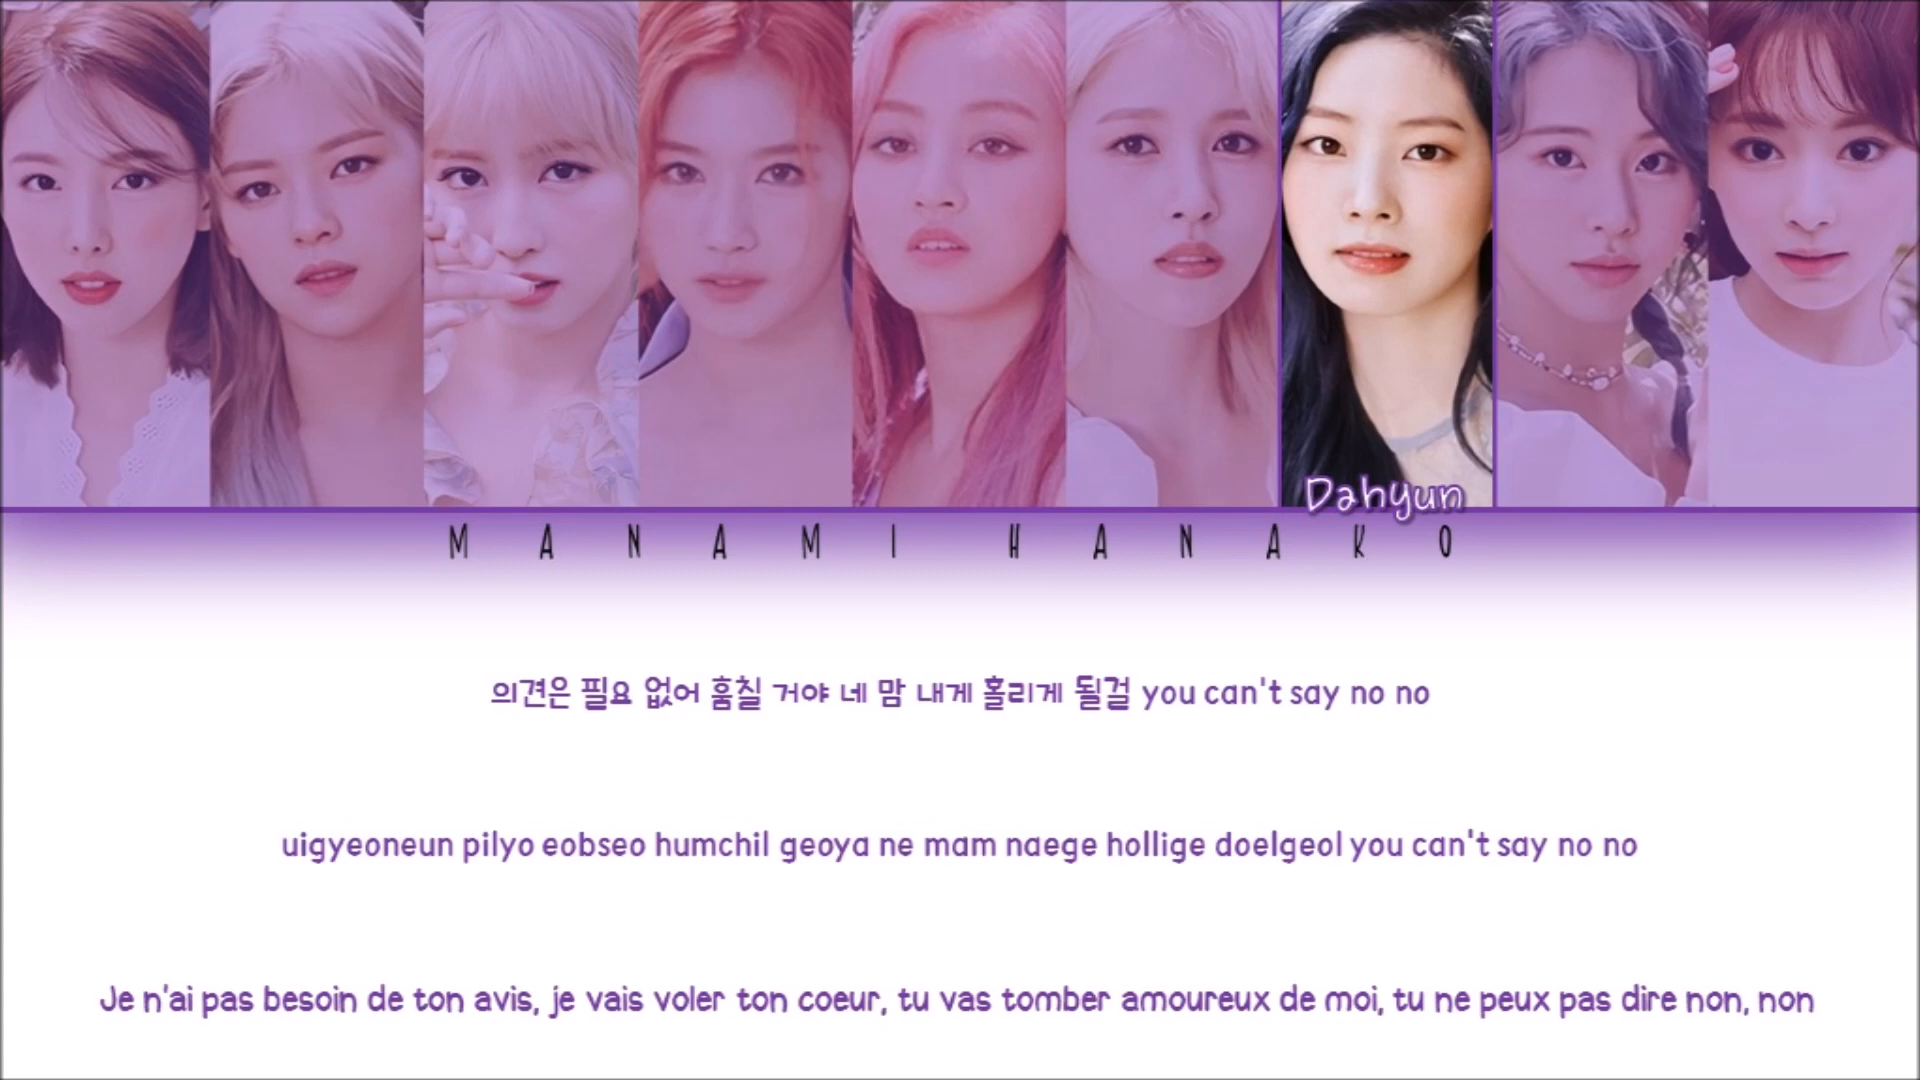 Dahyun
MANAMI HANAKO
의견은 필요 없어 훔칠 거야 네 맘 내게 홀리게 될걸 you can't say no no
uigyeoneun pilyo eobseo humchil geoya ne mam naege hollige doelgeol you can't say no no
Je n'ai pas besoin de ton avis, je vais voler ton coeur, tu vas tomber amoureux de moi, tu ne peux pas dire non, non